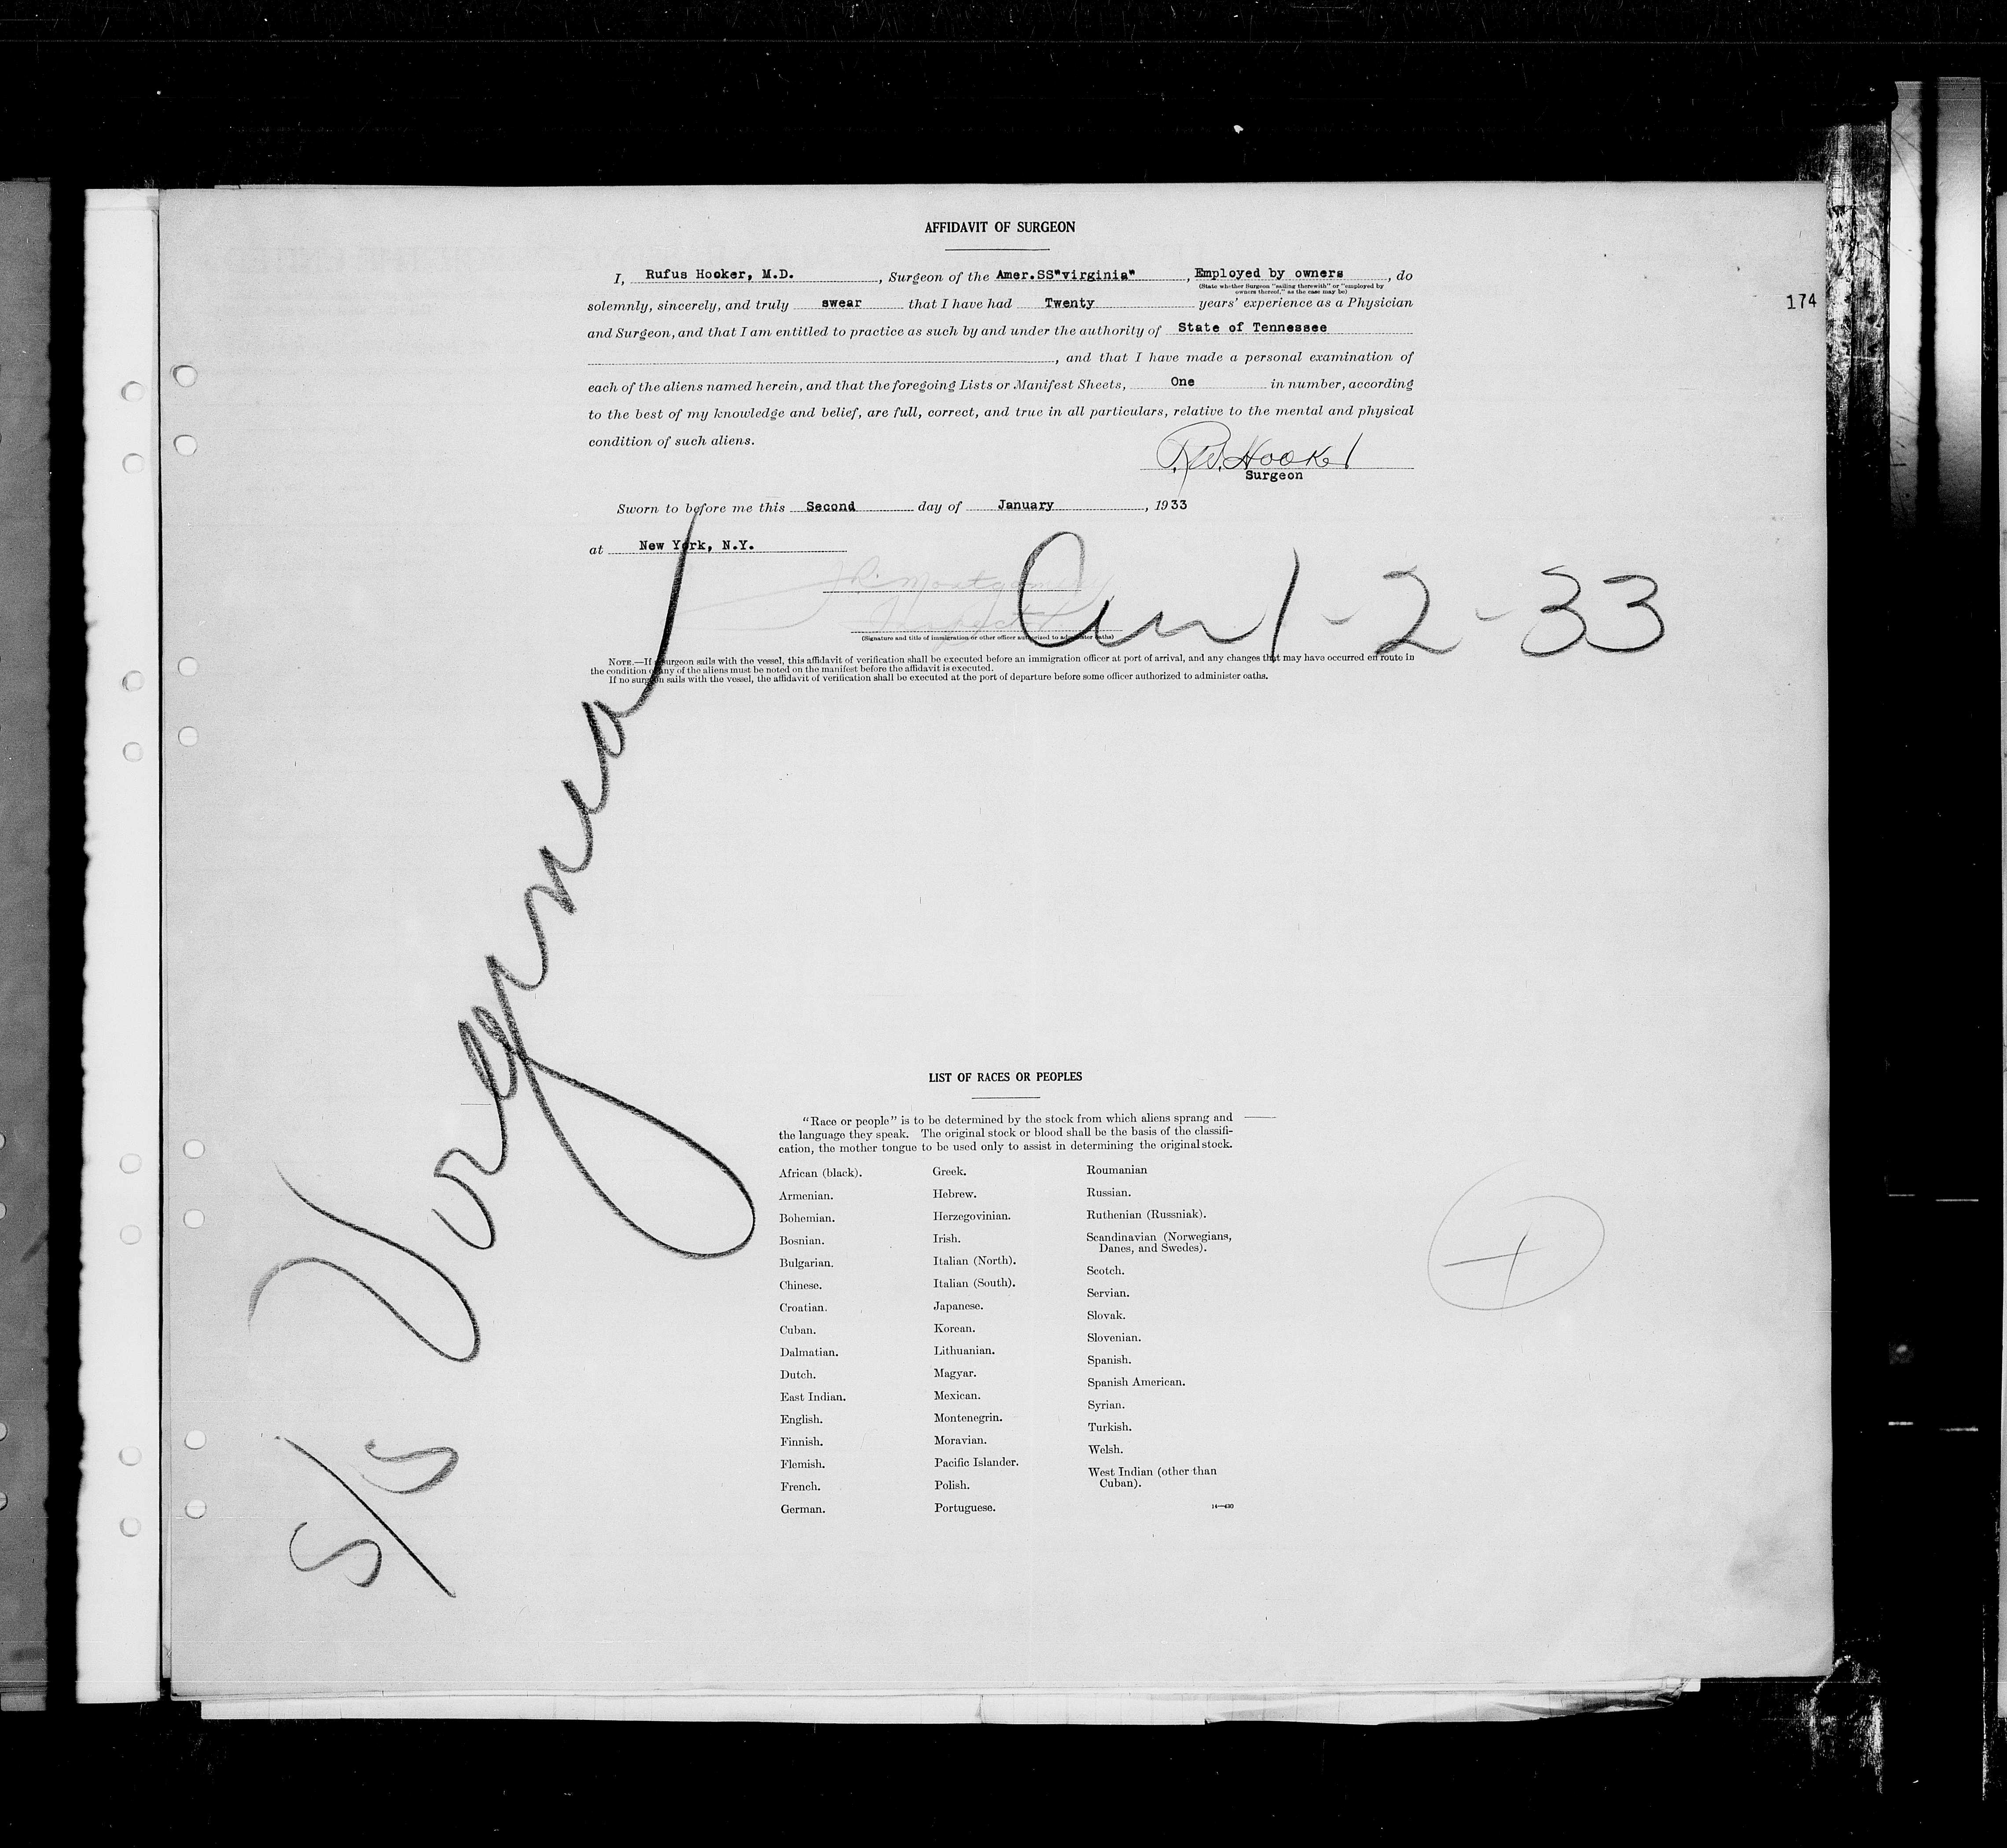 AFFIDAVIT OF SURGEON
I, Rufus Hooker, M.D., Surgeon of the Amer.SS"virginia", Employed by owners, do
(State whether Surgeon "sailing therewith" or "employed by
owners thereof," as the case may be)
solemnly, sincerely, and truly swear that I have had Twenty years' experience as a Physician
174
and Surgeon, and that I am entitled to practice as such by and under the authority of State of Tennessee
, and that I have made a personal examination of
each of the aliens named herein, and that the foregoing Lists or Manifest Sheets, One in number, according
to the best of my knowledge and belief, are full, correct, and true in all particulars, relative to the mental and physical
condition of such aliens.
R.W. Hooker
Surgeon
Sworn to before me this Second day of January, 1933
at New York, N.Y.
Montgomery
Inspector
1-2-33
(Signature and title of immigration or other officer authorized to administer oaths)
NOTE.—If a surgeon sails with the vessel, this affidavit of verification shall be executed before an immigration officer at port of arrival, and any changes that may have occurred en route in
the condition of any of the aliens must be noted on the manifest before the affidavit is executed.
If no surgeon sails with the vessel, the affidavit of verification shall be executed at the port of departure before some officer authorized to administer oaths.
S/S Virginia
LIST OF RACES OR PEOPLES
"Race or people" is to be determined by the stock from which aliens sprang and
the language they speak. The original stock or blood shall be the basis of the classifi-
cation, the mother tongue to be used only to assist in determining the original stock.
African (black).
Armenian.
Bohemian.
Bosnian.
Bulgarian.
Chinese.
Croatian.
Cuban.
Dalmatian.
Dutch.
East Indian.
English.
Finnish.
Flemish.
French.
German.
Greek.
Hebrew.
Herzegovinian.
Irish.
Italian (North).
Italian (South).
Japanese.
Korean.
Lithuanian.
Magyar.
Mexican.
Montenegrin.
Moravian.
Pacific Islander.
Polish.
Portuguese.
Roumanian
Russian.
Ruthenian (Russniak).
Scandinavian (Norwegians,
Danes, and Swedes).
Scotch.
Servian.
Slovak.
Slovenian.
Spanish.
Spanish American.
Syrian.
Turkish.
Welsh.
West Indian (other than
Cuban).
14—430